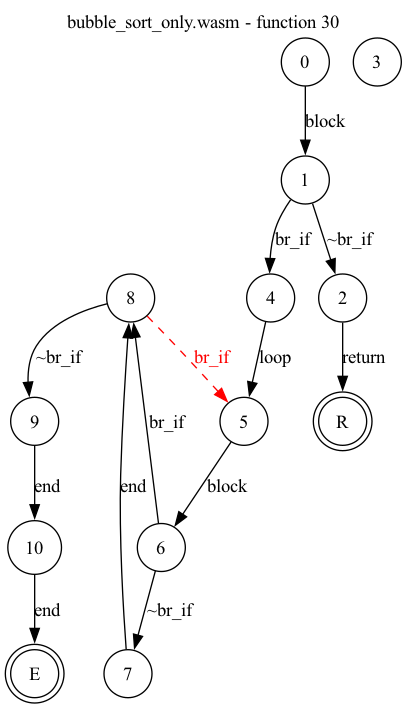 bubble_sort_only.wasm - function 30
0
3
block
1
br_if
~br_if
8
4
2
~br_if
br_if
loop
return
9
br_if
5
R
end
end
block
10
6
end
~br_if
E
7